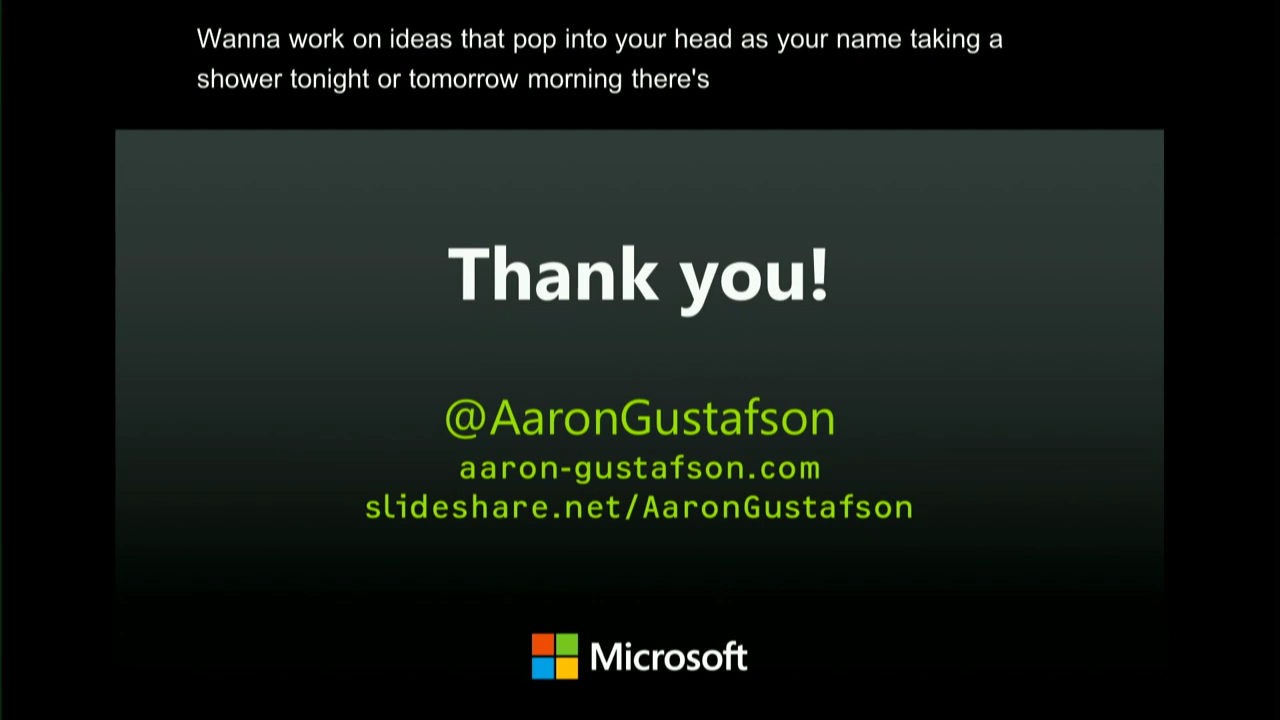 Wanna work on ideas that pop into your head as your name taking a
shower tonight or tomorrow morning there's
Thank you!
@AaronGustafson
aaron-gustafson.com
slideshare.net/AaronGustafson
Microsoft